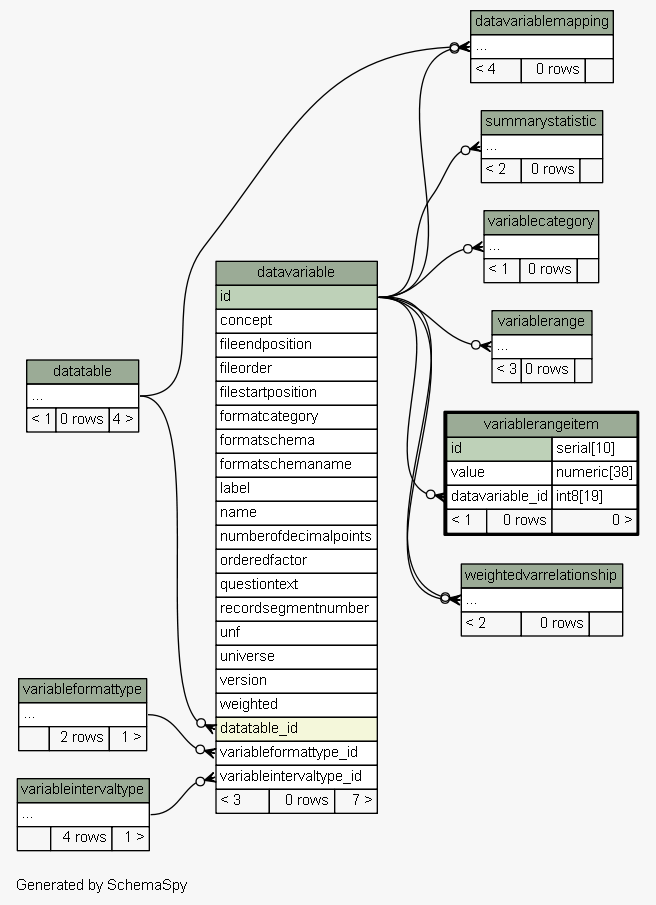 datavariablemapping
...
< 4 0 rows
summarystatistic
...
< 2 0 rows
variablecategory
...
< 1 0 rows
variablerange
...
< 3 0 rows
variablerangeitem
id serial[10]
value numeric[38]
datavariable_id int8[19]
< 1 0 rows 0 >
weightedvarrelationship
...
< 2 0 rows
datavariable
id
concept
fileendposition
fileorder
filestartposition
formatcategory
formatschema
formatschemaname
label
name
numberofdecimalpoints
orderedfactor
questiontext
recordsegmentnumber
unf
universe
version
weighted
datatable_id
variableformattype_id
variableintervaltype_id
< 3 0 rows 7 >
datatable
...
< 1 0 rows 4 >
variableformattype
...
2 rows 1 >
variableintervaltype
...
4 rows 1 >
Generated by SchemaSpy